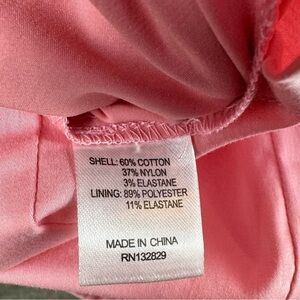 SHELL: 60% COTTON
37% NYLON
3% ELASTANE
LINING: 89% POLYESTER
11% ELASTANE
MADE IN CHINA
RN132829